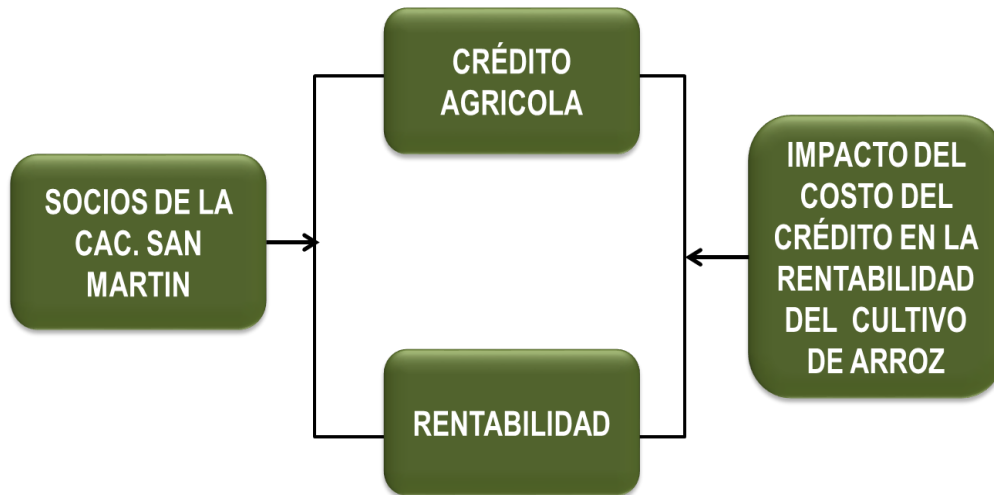 CRÉDITO
AGRICOLA
SOCIOS DE LA
CAC. SAN
MARTIN
IMPACTO DEL
COSTO DEL
CRÉDITO EN LA
RENTABILIDAD
DEL CULTIVO
DE ARROZ
RENTABILIDAD